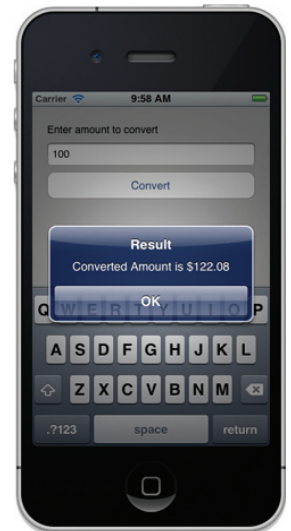 Carrier 9:58 AM
Enter amount to convert
100
Convert
Result
Converted Amount is $122.08
OK
Q W E R T Y U I O P
A S D F G H J K L
Z X C V B N M
.?123 space return